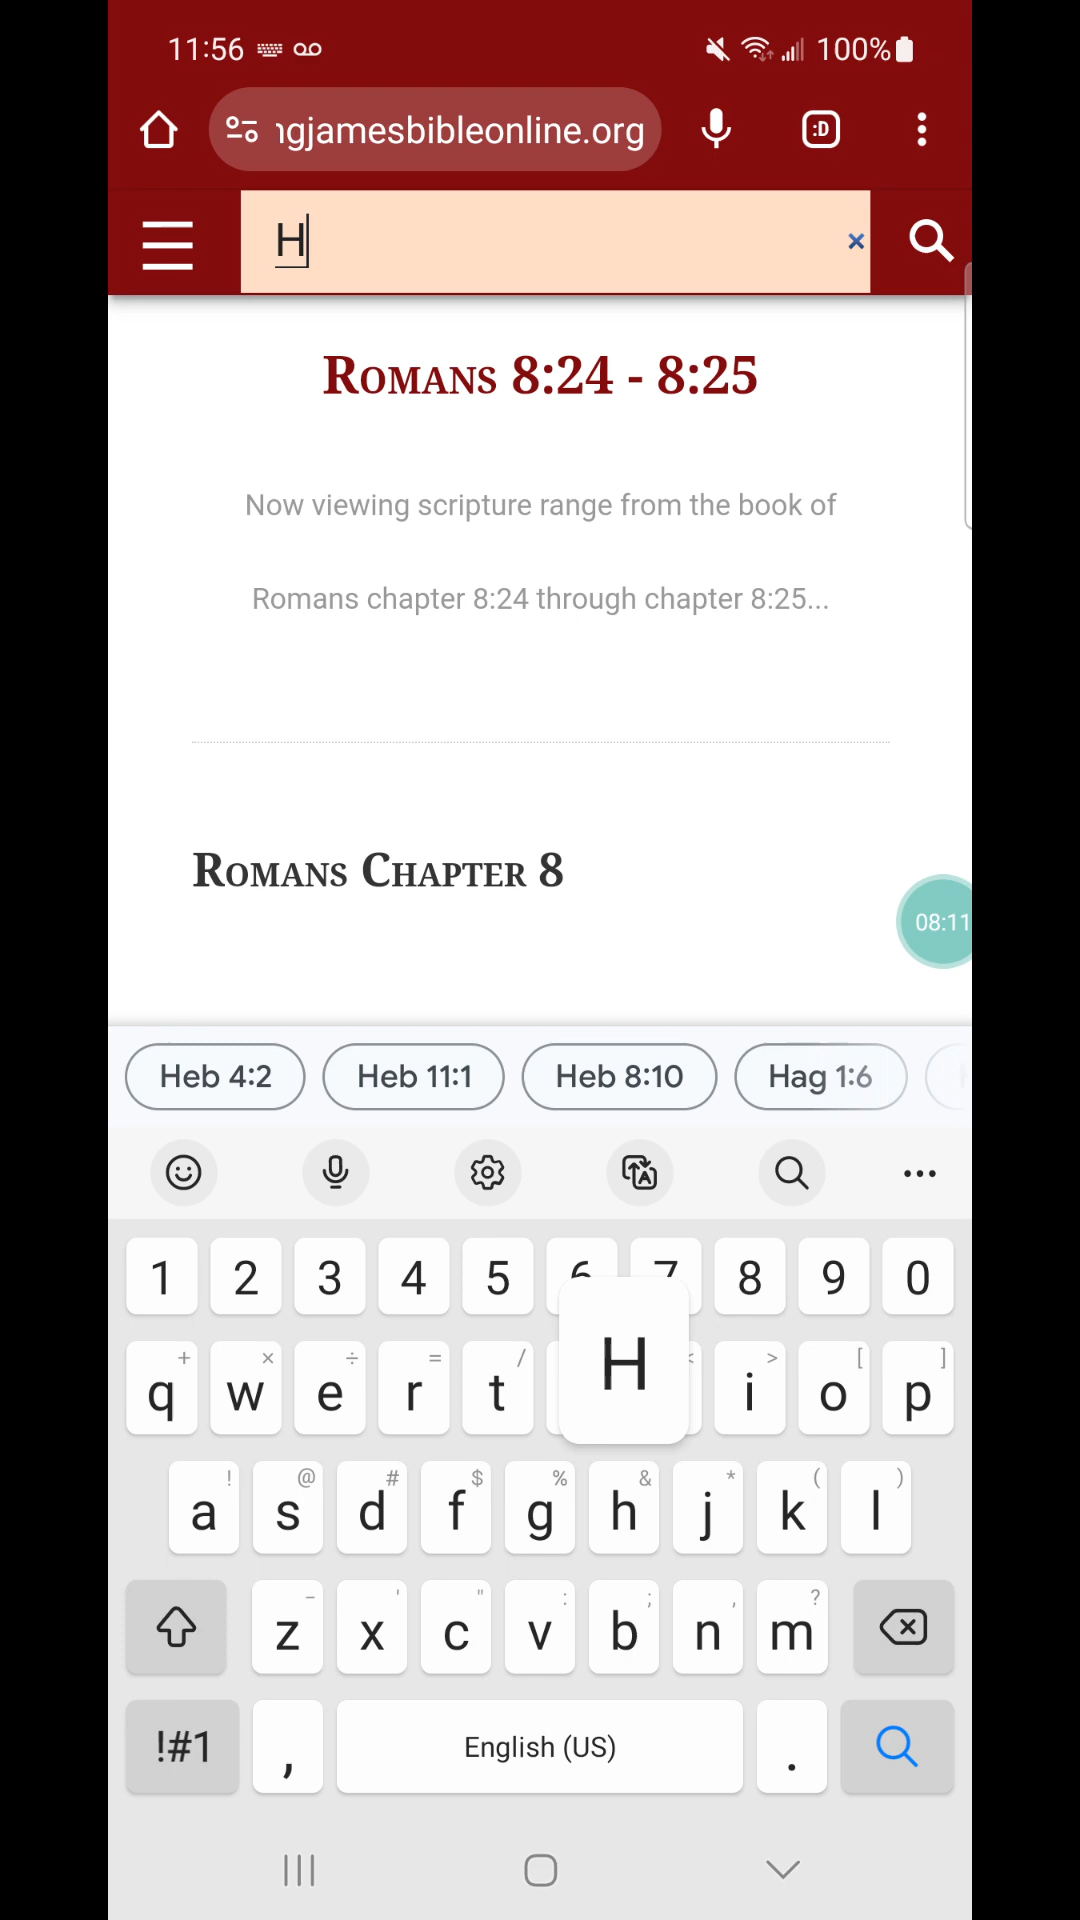 11:56 100%
ngjamesbibleonline.org :D
H ×
Romans 8:24 - 8:25
Now viewing scripture range from the book of
Romans chapter 8:24 through chapter 8:25...
Romans Chapter 8
08:11
Heb 4:2 Heb 11:1 Heb 8:10 Hag 1:6
1 2 3 4 5 6 7 8 9 0
+ × ÷ = / < > [ ]
q w e r t H i o p
! @ # $ % & * ( )
a s d f g h j k l
- ' " : ; , ?
z x c v b n m
!#1 , English (US) .